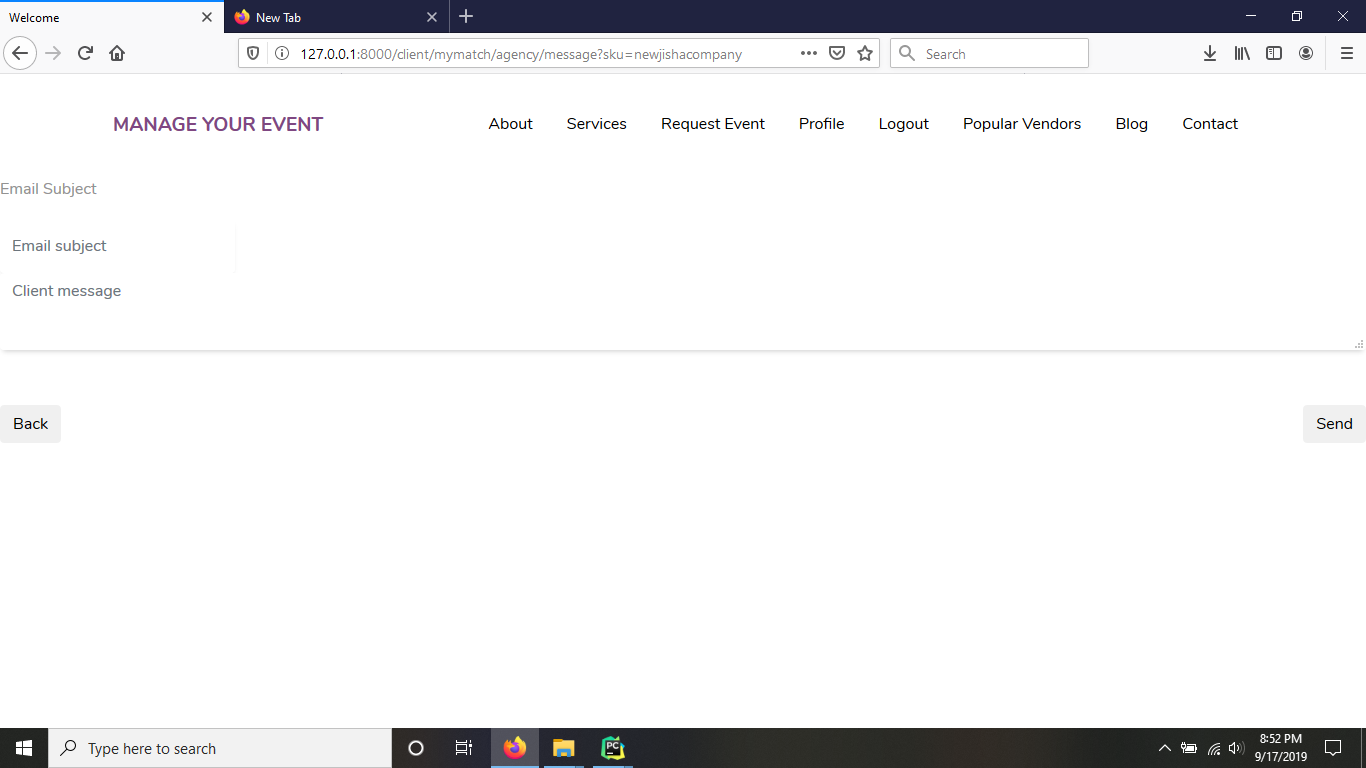 Welcome
New Tab
127.0.0.1:8000/client/mymatch/agency/message?sku=newjishacompany
Search
MANAGE YOUR EVENT
About Services Request Event Profile Logout Popular Vendors Blog Contact
Email Subject
Email subject
Client message
Back
Send
Type here to search
PC
8:52 PM
9/17/2019